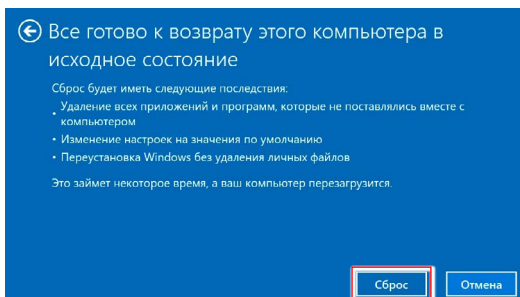 Все готово к возврату этого компьютера в
исходное состояние
Сброс будет иметь следующие последствия:
Удаление всех приложений и программ, которые не поставлялись вместе с
• компьютером
• Изменение настроек на значения по умолчанию
• Переустановка Windows без удаления личных файлов
Это займет некоторое время, а ваш компьютер перезагрузится.
Сброс
Отмена